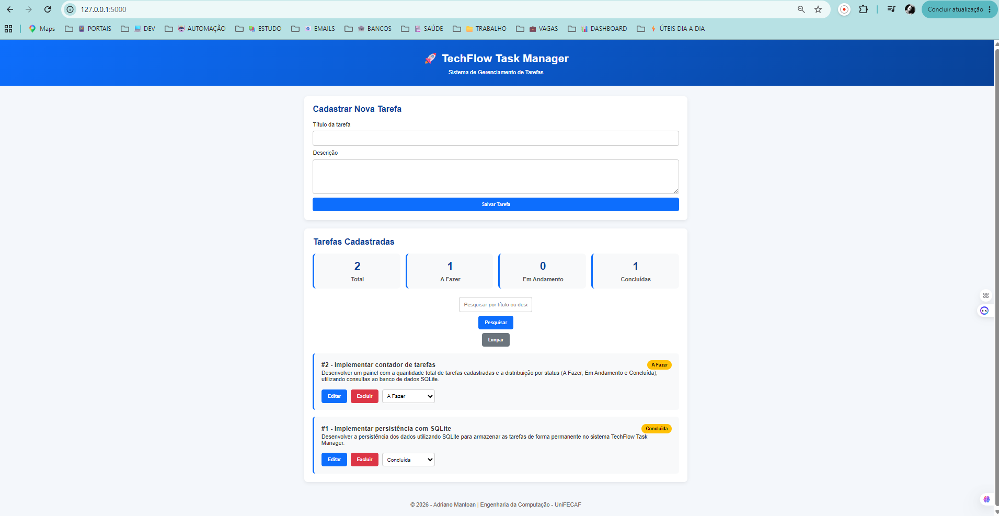 127.0.0.1:5000
Concluir atualização
Maps
PORTAIS
DEV
AUTOMAÇÃO
ESTUDO
EMAILS
BANCOS
SAÚDE
TRABALHO
VAGAS
DASHBOARD
ÚTEIS DIA A DIA
🚀 TechFlow Task Manager
Sistema de Gerenciamento de Tarefas
Cadastrar Nova Tarefa
Título da tarefa
Descrição
Salvar Tarefa
Tarefas Cadastradas
2
Total
1
A Fazer
0
Em Andamento
1
Concluídas
Pesquisar por título ou desc
Pesquisar
Limpar
#2 - Implementar contador de tarefas
A Fazer
Desenvolver um painel com a quantidade total de tarefas cadastradas e a distribuição por status (A Fazer, Em Andamento e Concluída),
utilizando consultas ao banco de dados SQLite.
Editar
Excluir
A Fazer
#1 - Implementar persistência com SQLite
Concluída
Desenvolver a persistência dos dados utilizando SQLite para armazenar as tarefas de forma permanente no sistema TechFlow Task
Manager.
Editar
Excluir
Concluída
© 2026 - Adriano Mantoan | Engenharia da Computação - UniFECAF